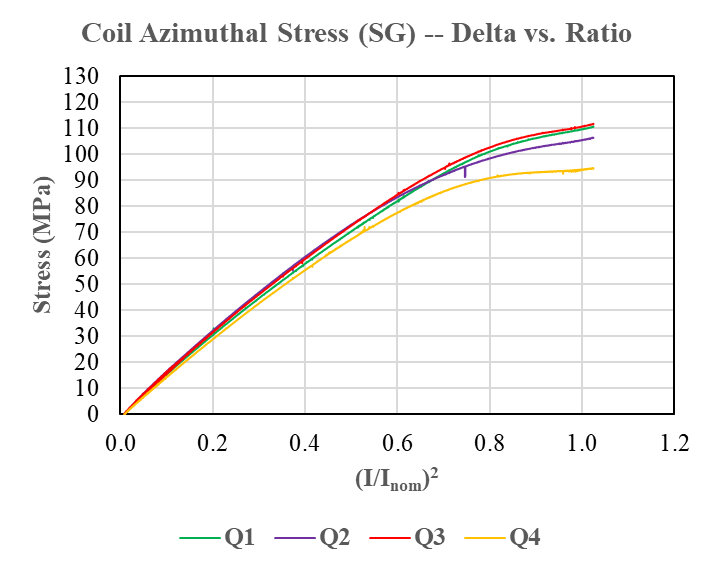 Coil Azimuthal Stress (SG) -- Delta vs. Ratio
130
120
110
100
90
80
70
60
50
40
30
20
10
0
Stress (MPa)
0.0 0.2 0.4 0.6 0.8 1.0 1.2
(I/Inom)²
Q1 Q2 Q3 Q4